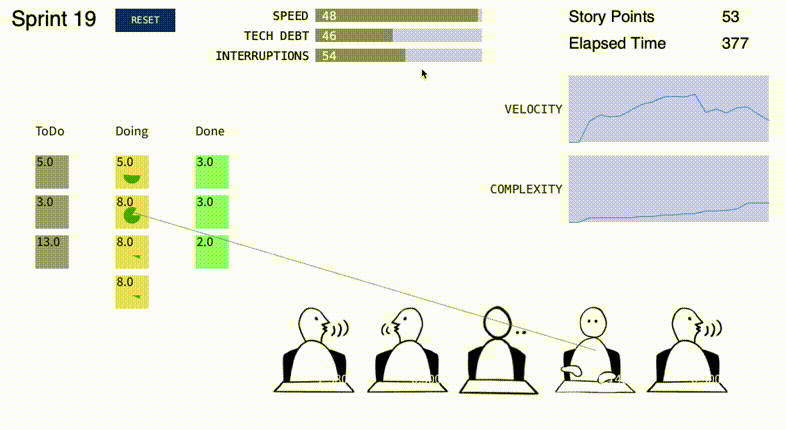 Sprint 19
RESET
SPEED 48
TECH DEBT 46
INTERRUPTIONS 54
Story Points 53
Elapsed Time 377
VELOCITY
COMPLEXITY
ToDo Doing Done
5.0 5.0 3.0
3.0 8.0 3.0
13.0 8.0 2.0
8.0